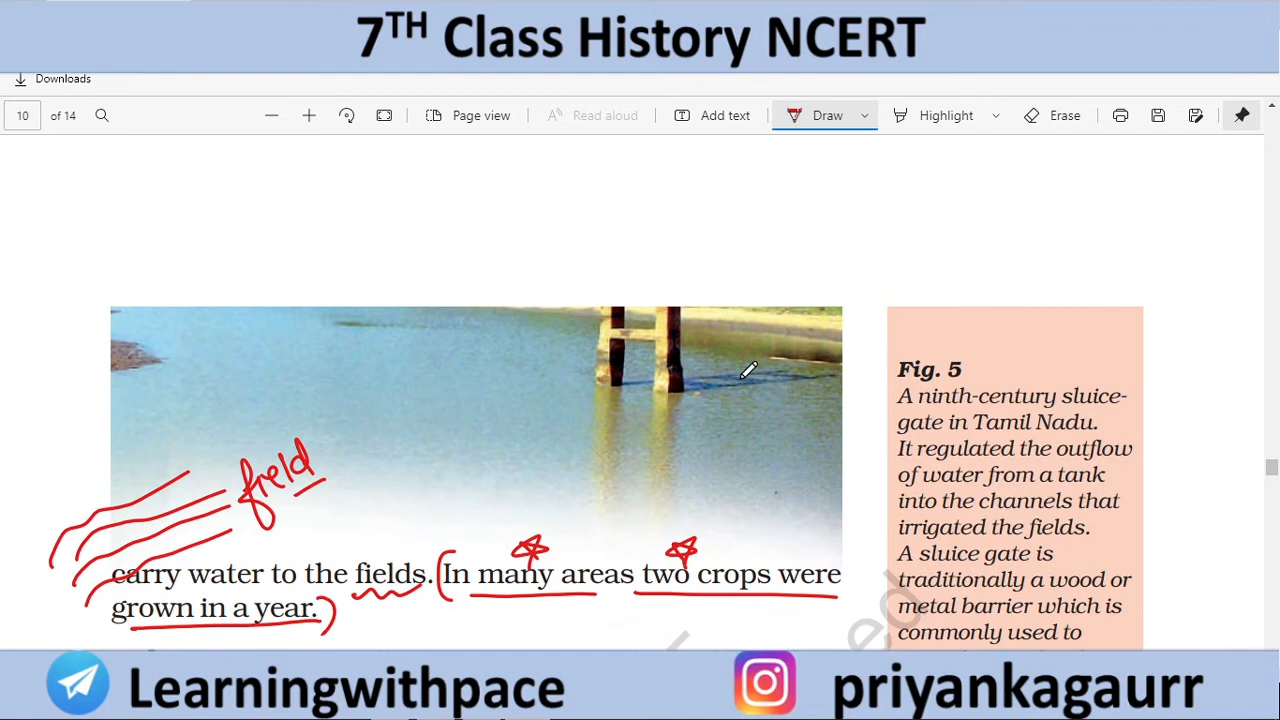 7TH Class History NCERT
Downloads
10 of 14
Page view
Read aloud
Add text
Draw
Highlight
Erase
Fig. 5
A ninth-century sluice-
gate in Tamil Nadu.
It regulated the outflow
of water from a tank
into the channels that
irrigated the fields.
A sluice gate is
traditionally a wood or
metal barrier which is
commonly used to
field
carry water to the fields. (In many areas two crops were
grown in a year.)
Learningwithpace
priyankagaurr